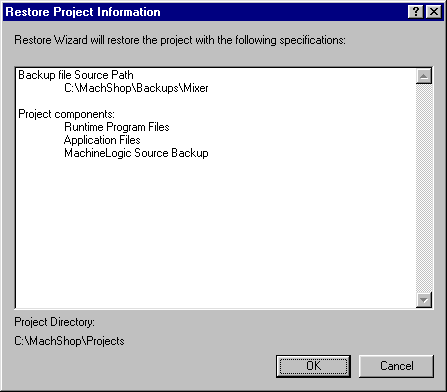 Restore Project Information
Restore Wizard will restore the project with the following specifications:
Backup file Source Path
C:\MachShop\Backups\Mixer
Project components:
Runtime Program Files
Application Files
MachineLogic Source Backup
Project Directory:
C:\MachShop\Projects
OK
Cancel